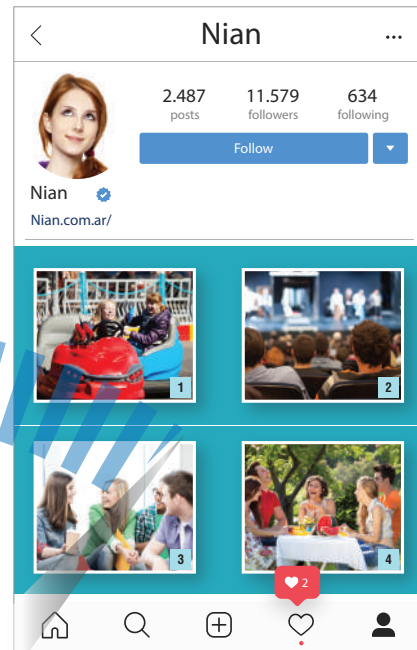 Nian
2.487 11.579 634
posts followers following
Follow
Nian
Nian.com.ar/
1
2
3
4
2